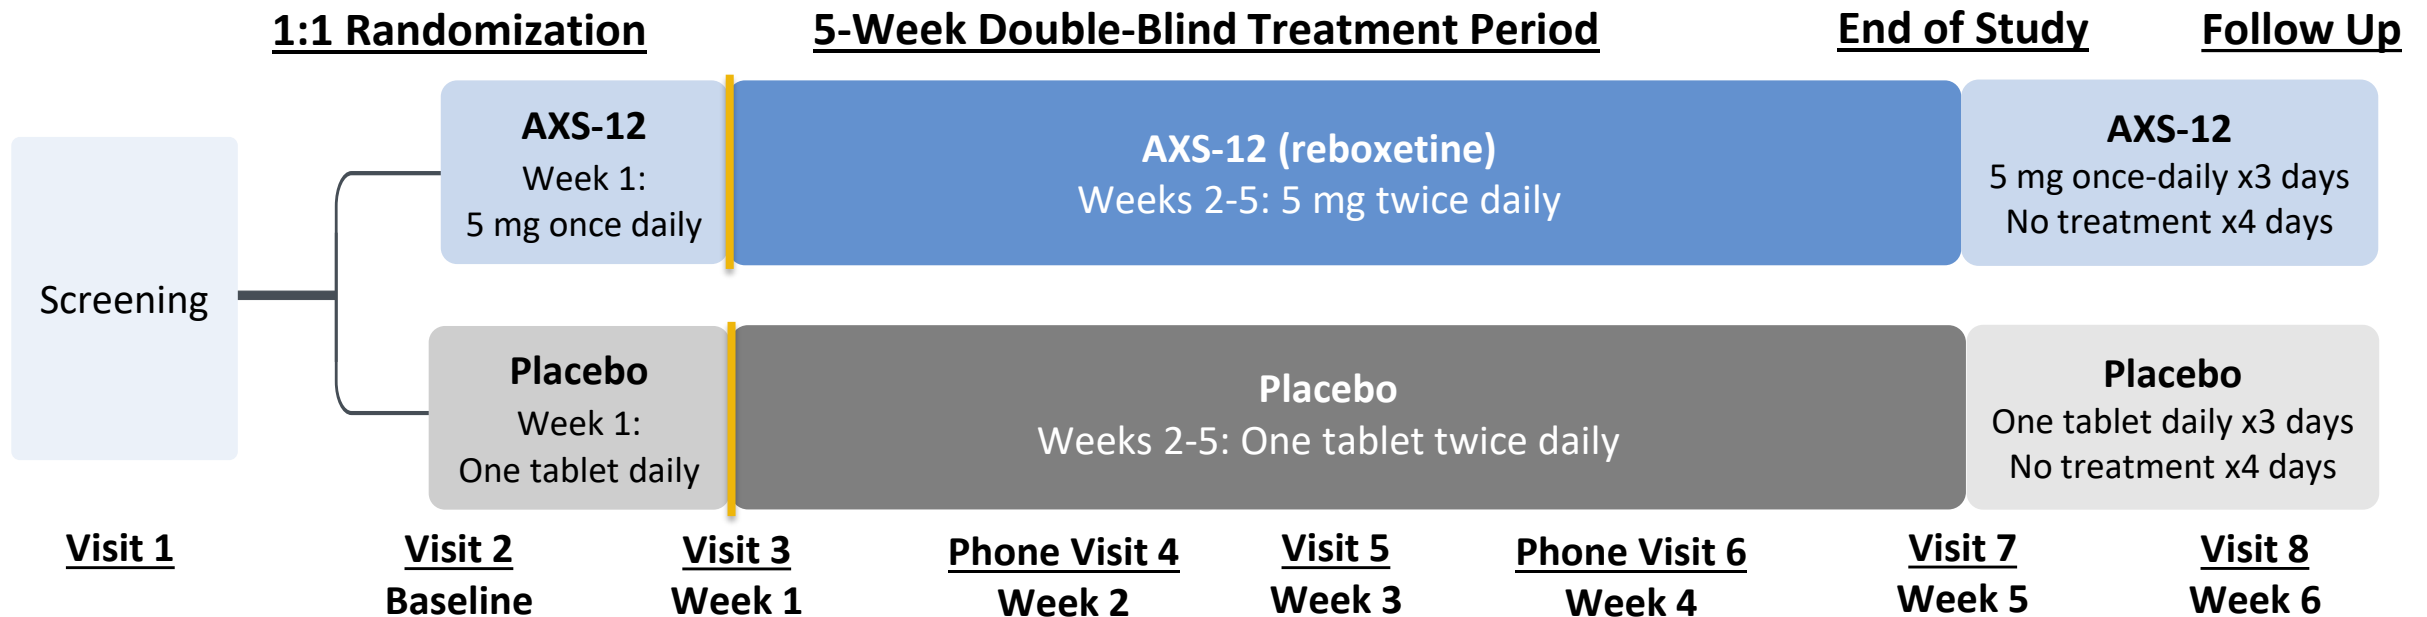 1:1 Randomization
5-Week Double-Blind Treatment Period
End of Study
Follow Up
Screening
AXS-12
Week 1:
5 mg once daily
AXS-12 (reboxetine)
Weeks 2-5: 5 mg twice daily
AXS-12
5 mg once-daily x3 days
No treatment x4 days
Placebo
Week 1:
One tablet daily
Placebo
Weeks 2-5: One tablet twice daily
Placebo
One tablet daily x3 days
No treatment x4 days
Visit 1
Visit 2
Baseline
Visit 3
Week 1
Phone Visit 4
Week 2
Visit 5
Week 3
Phone Visit 6
Week 4
Visit 7
Week 5
Visit 8
Week 6